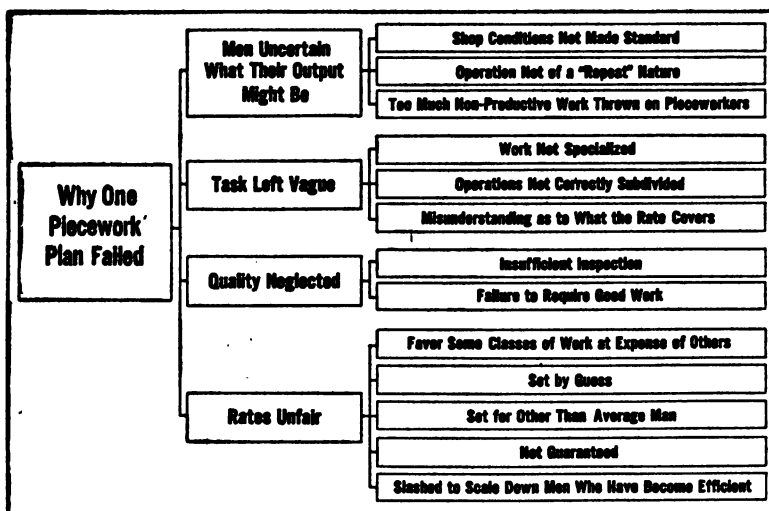 Why One
Piecework
Plan Failed
Men Uncertain
What Their Output
Might Be
Shop Conditions Not Made Standard
Operation Not of a "Repeat" Nature
Too Much Non-Productive Work Thrown on Pieceworkers
Task Left Vague
Work Not Specialized
Operations Not Correctly Subdivided
Misunderstanding as to What the Rate Covers
Quality Neglected
Insufficient Inspection
Failure to Require Good Work
Rates Unfair
Favor Some Classes of Work at Expense of Others
Set by Guess
Set for Other Than Average Man
Not Guaranteed
Slashed to Scale Down Men Who Have Become Efficient